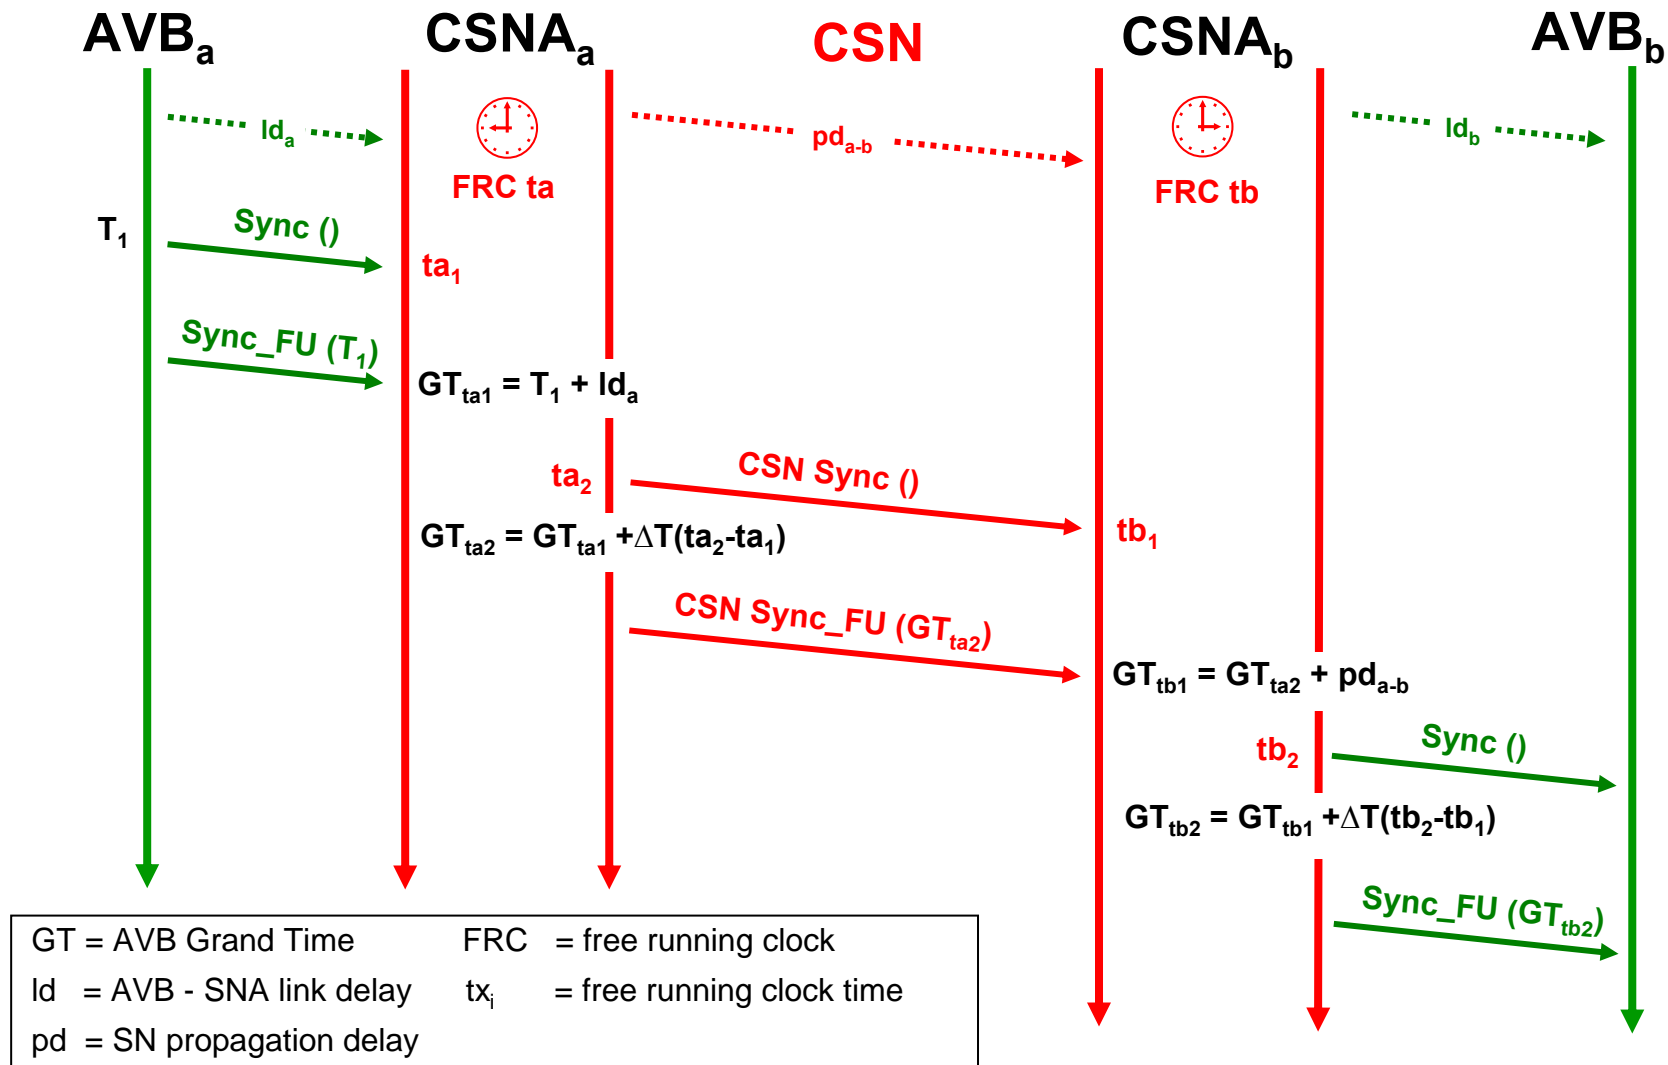 AVBa CSNAa CSN CSNAb AVBb
lda pda-b ldb
FRC ta FRC tb
T1 Sync ()
ta1
Sync_FU (T1)
GTta1 = T1 + lda
ta2 CSN Sync ()
tb1
GTta2 = GTta1 +ΔT(ta2-ta1)
CSN Sync_FU (GTta2)
GTtb1 = GTta2 + pda-b
tb2 Sync ()
GTtb2 = GTtb1 +ΔT(tb2-tb1)
Sync_FU (GTtb2)
GT = AVB Grand Time FRC = free running clock
ld = AVB - SNA link delay txi = free running clock time
pd = SN propagation delay